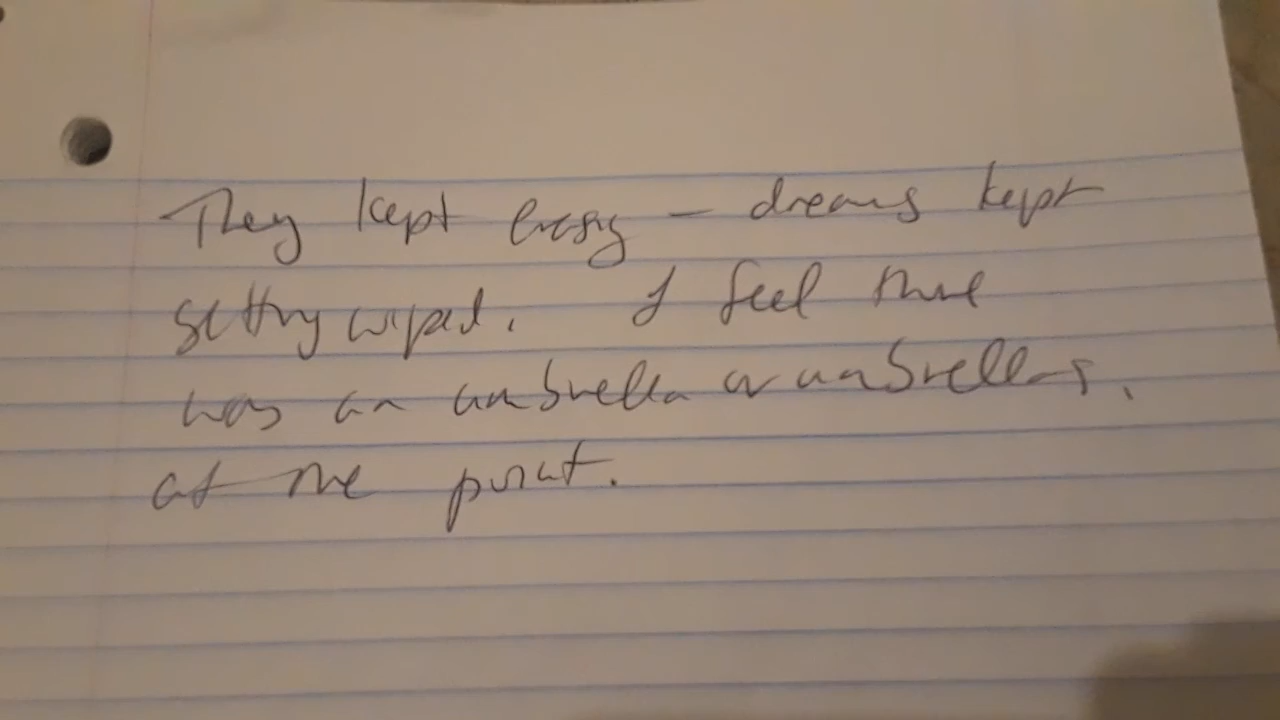 They kept erasing - dreams kept
getting wiped. I feel there
was an umbrella or umbrellas,
at one point.